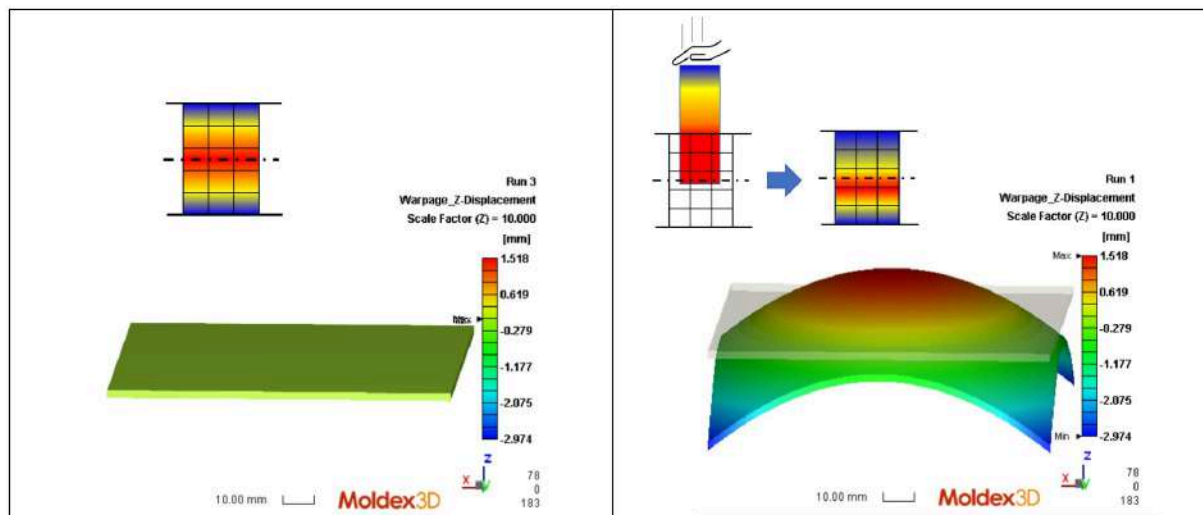 Run 3
Warpage_Z-Displacement
Scale Factor (Z) = 10.000
[mm]
1.518
0.619
-0.279
-1.177
-2.075
-2.974
Z
X
10.00 mm
Moldex3D
78
0
183
Run 1
Warpage_Z-Displacement
Scale Factor (Z) = 10.000
[mm]
Max
1.518
0.619
-0.279
-1.177
-2.075
Min
-2.974
Z
X
10.00 mm
Moldex3D
78
0
183